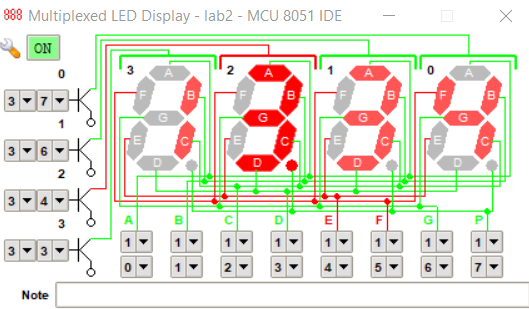 888 Multiplexed LED Display - lab2 - MCU 8051 IDE
ON
0
3 7
1
3 6
2
3 4
3
3 3
3 2 1 0
A A A A
F B F B F B F B
G G G G
E C E C E C E C
D D D D
A B C D E F G P
1 1 1 1 1 1 1 1
0 1 2 3 4 5 6 7
Note